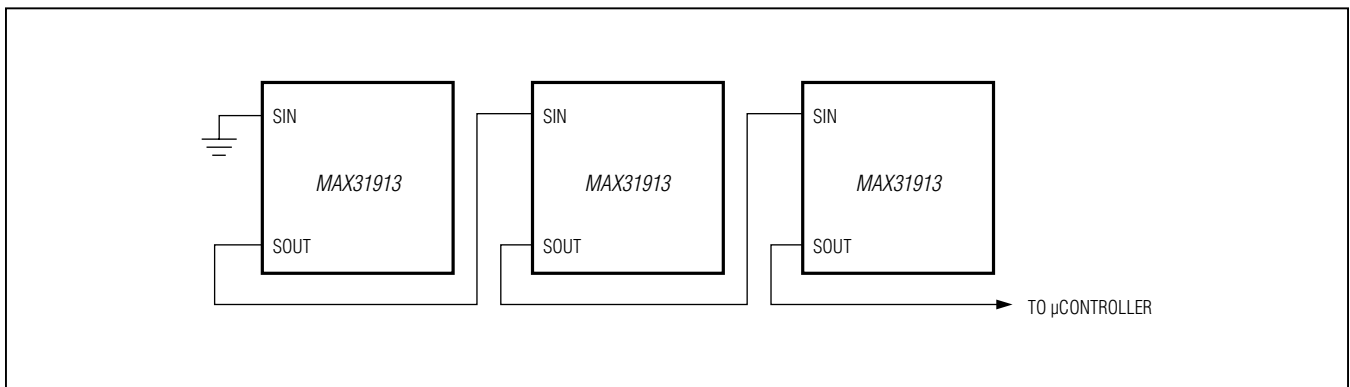 SIN
MAX31913
SOUT
SIN
MAX31913
SOUT
SIN
MAX31913
SOUT
TO µCONTROLLER